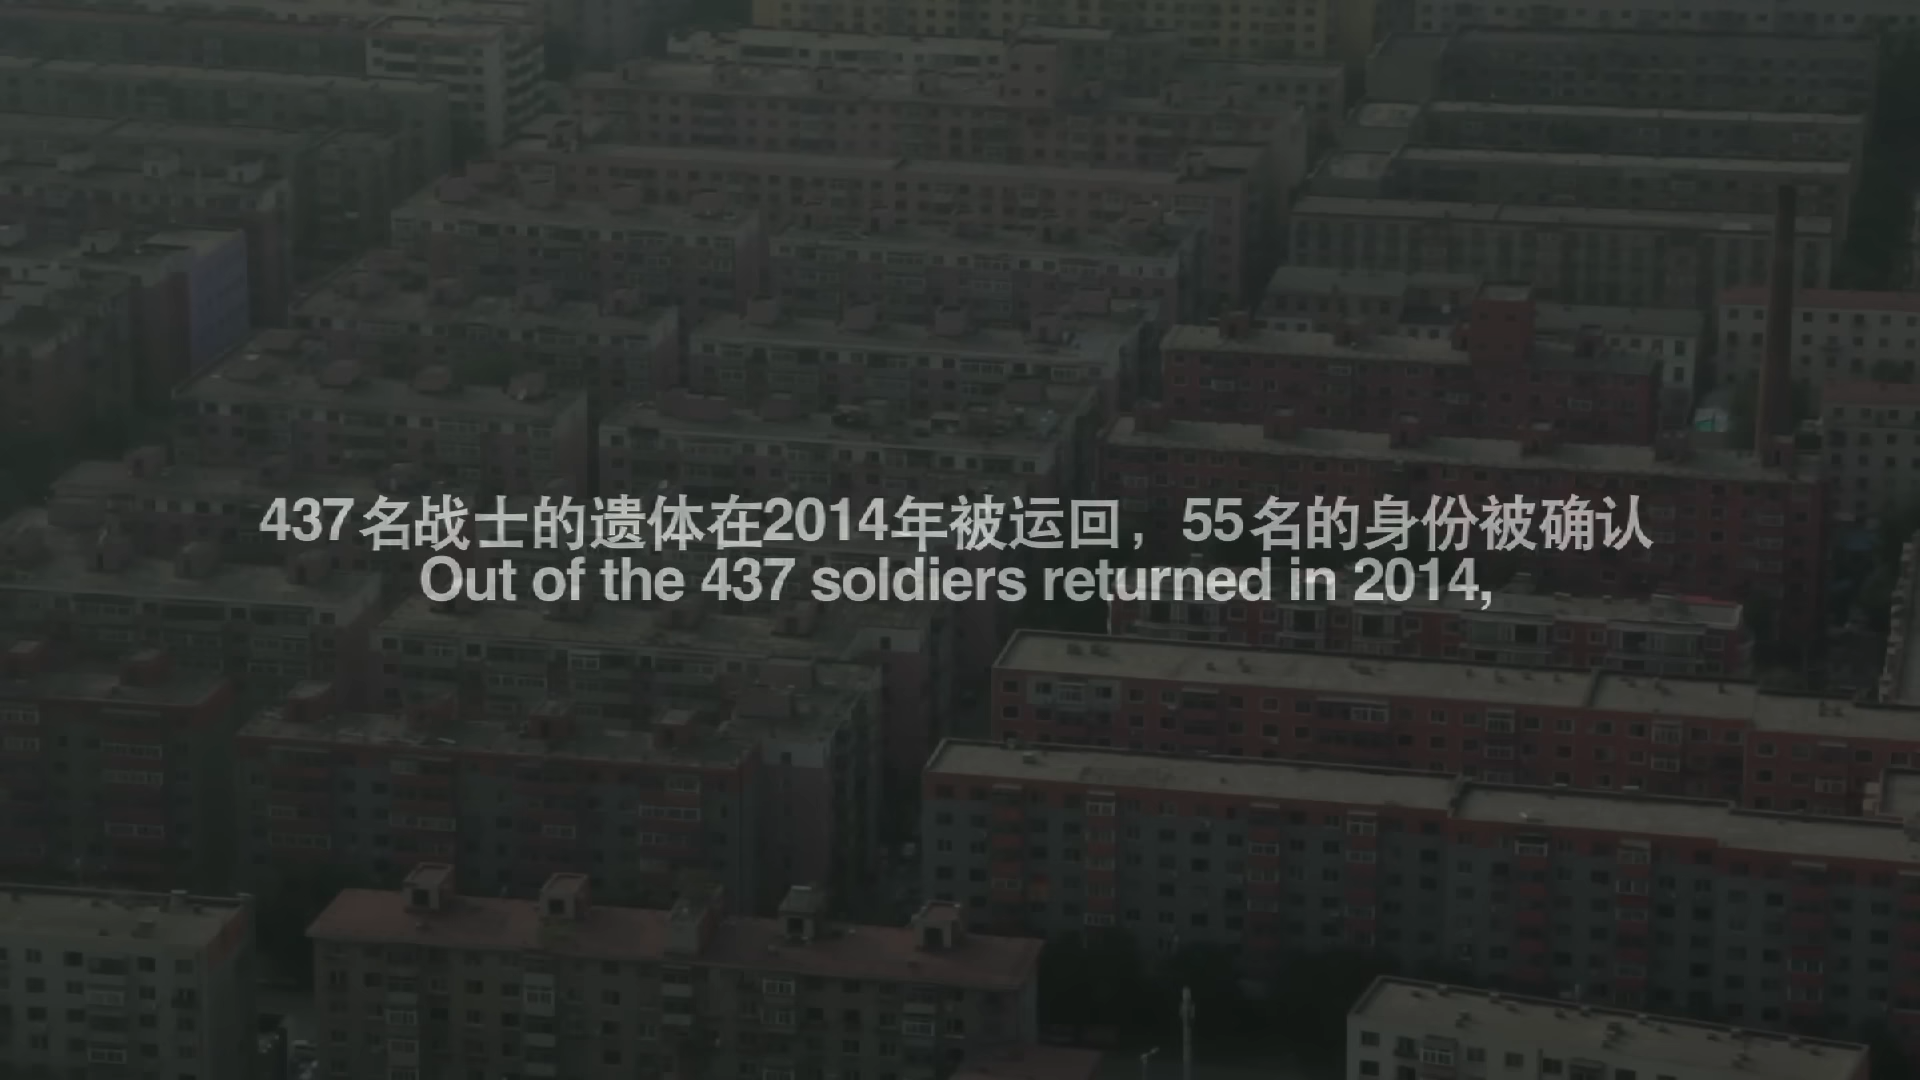 437名战士的遗体在2014年被运回，55名的身份被确认
Out of the 437 soldiers returned in 2014,